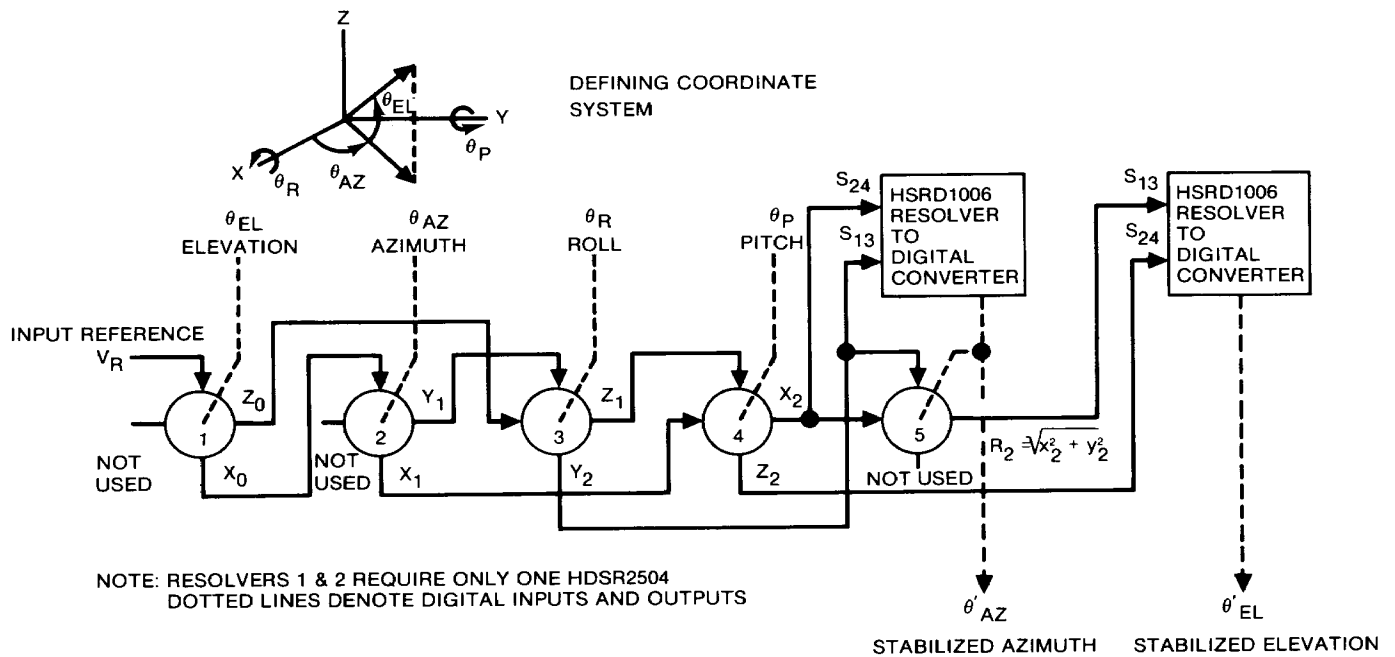 Z
DEFINING COORDINATE
SYSTEM
θEL
Y
θP
X
θR
θAZ
θEL
ELEVATION
θAZ
AZIMUTH
θR
ROLL
θP
PITCH
S24
S13
HSRD1006
RESOLVER
TO
DIGITAL
CONVERTER
S13
S24
HSRD1006
RESOLVER
TO
DIGITAL
CONVERTER
INPUT REFERENCE
VR
1
Z0
NOT
USED
X0
2
Y1
NOT
USED
X1
3
Z1
Y2
4
X2
Z2
5
NOT USED
R2 = √x₂² + y₂²
NOTE: RESOLVERS 1 & 2 REQUIRE ONLY ONE HDSR2504
DOTTED LINES DENOTE DIGITAL INPUTS AND OUTPUTS
θ'AZ
STABILIZED AZIMUTH
θ'EL
STABILIZED ELEVATION